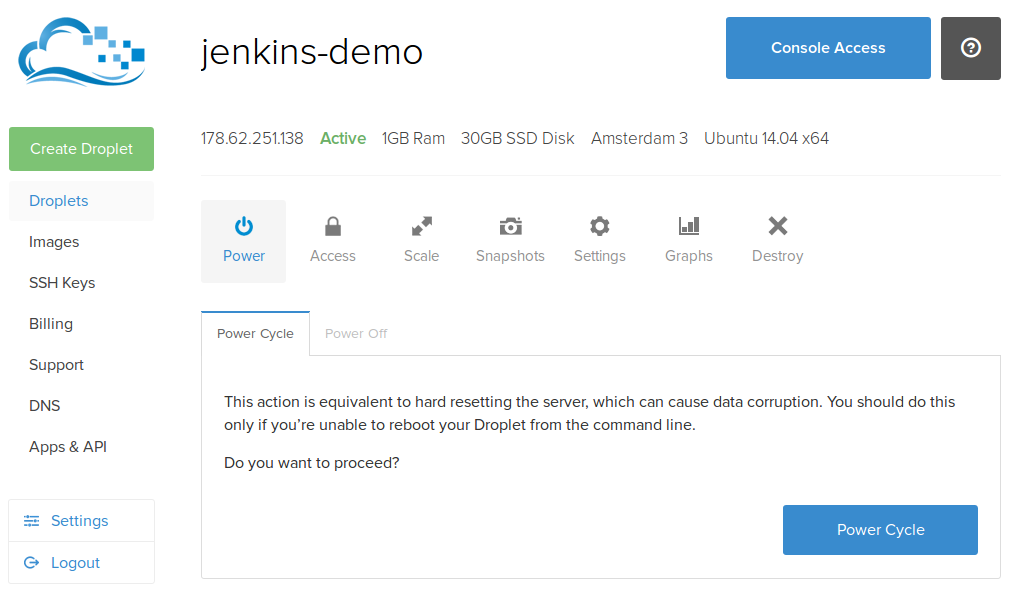 jenkins-demo
Console Access
?
178.62.251.138 Active 1GB Ram 30GB SSD Disk Amsterdam 3 Ubuntu 14.04 x64
Create Droplet
Droplets
Images
SSH Keys
Billing
Support
DNS
Apps & API
Settings
Logout
Power Access Scale Snapshots Settings Graphs Destroy
Power Cycle Power Off
This action is equivalent to hard resetting the server, which can cause data corruption. You should do this
only if you're unable to reboot your Droplet from the command line.
Do you want to proceed?
Power Cycle